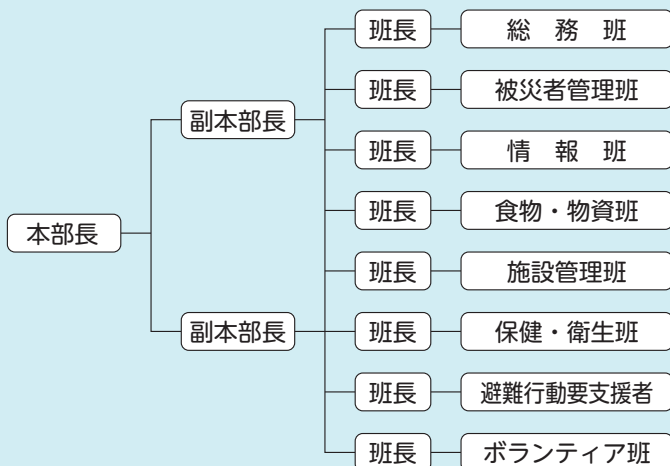 班長 総務班
班長 被災者管理班
副本部長
班長 情報班
班長 食物・物資班
本部長
班長 施設管理班
副本部長 班長 保健・衛生班
班長 避難行動要支援者
班長 ボランティア班